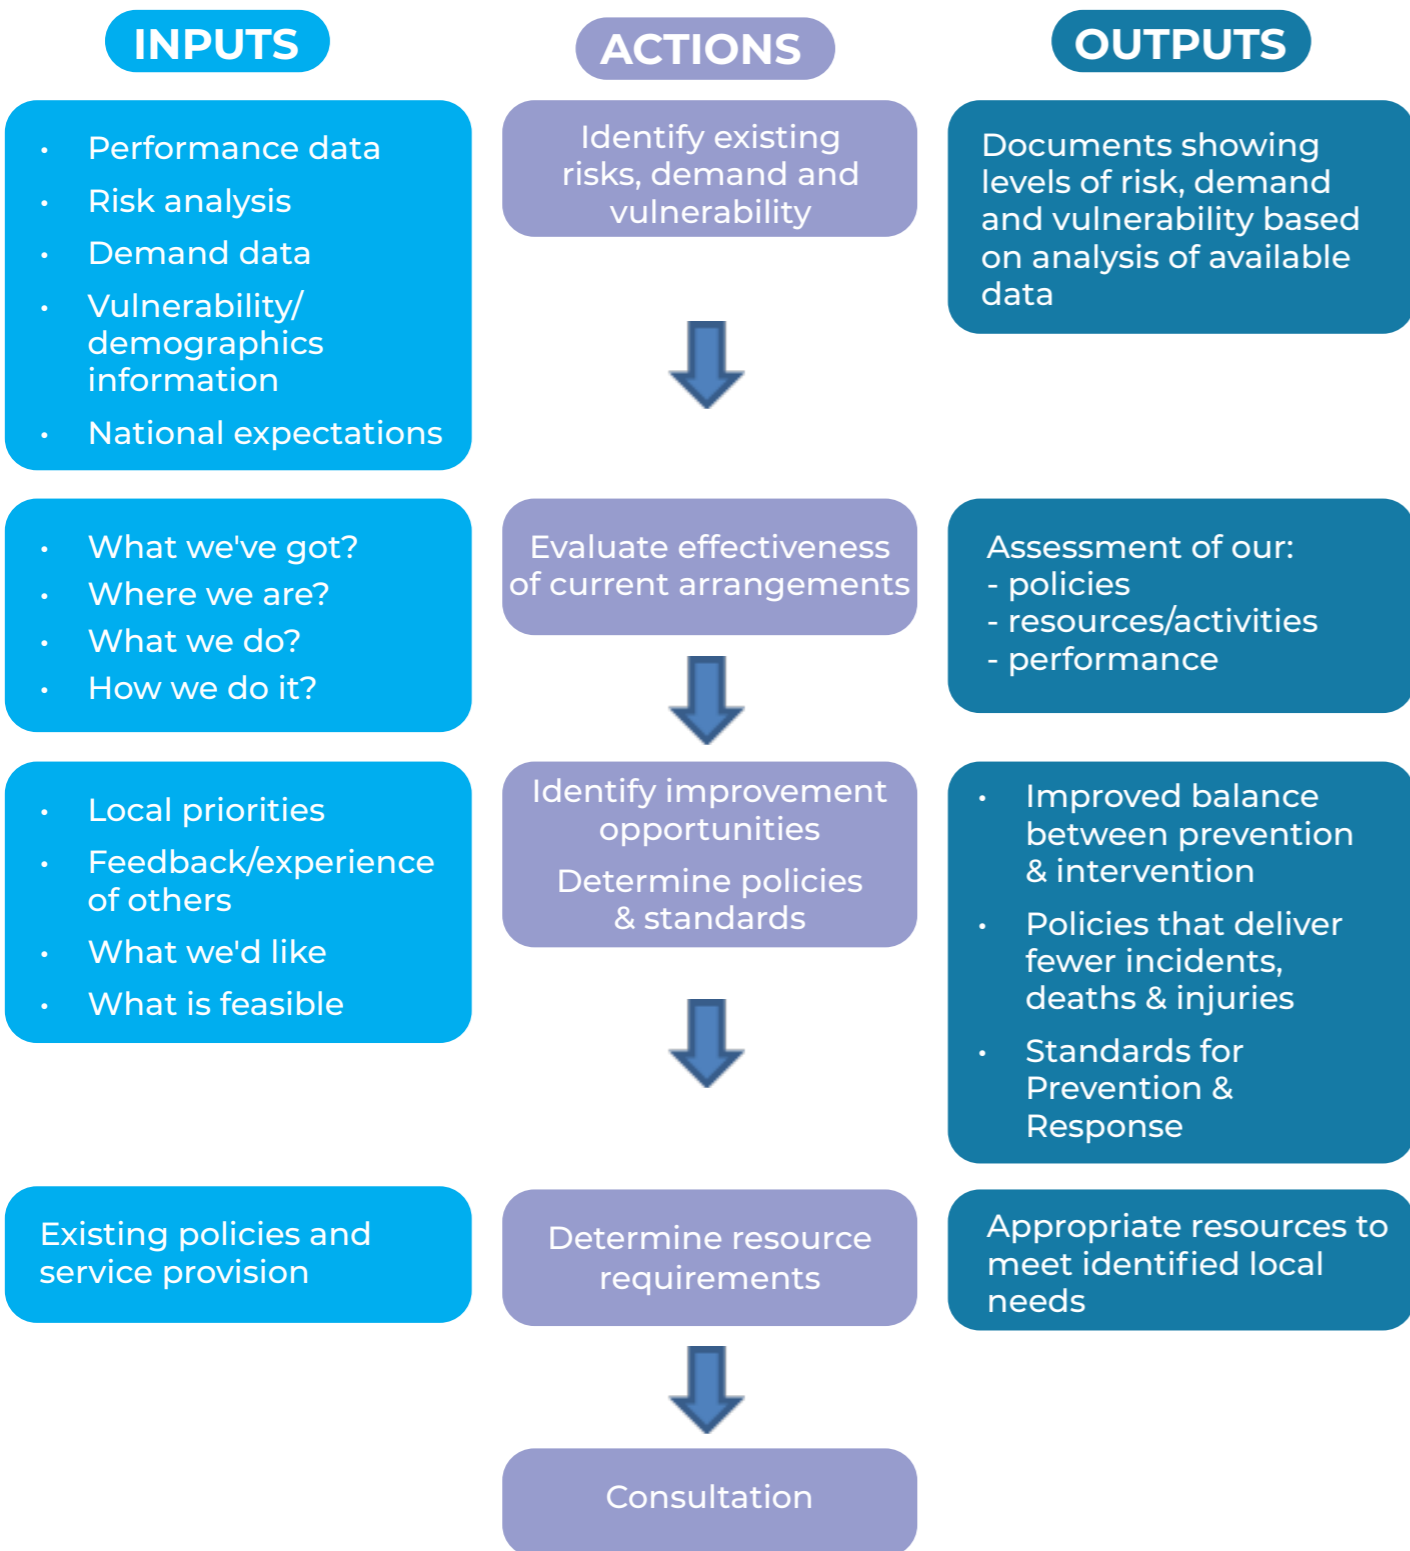 INPUTS
ACTIONS
OUTPUTS
• Performance data
• Risk analysis
• Demand data
• Vulnerability/
demographics
information
• National expectations
Identify existing
risks, demand and
vulnerability
Documents showing
levels of risk, demand
and vulnerability based
on analysis of available
data
• What we've got?
• Where we are?
• What we do?
• How we do it?
Evaluate effectiveness
of current arrangements
Assessment of our:
- policies
- resources/activities
- performance
• Local priorities
• Feedback/experience
of others
• What we'd like
• What is feasible
Identify improvement
opportunities
Determine policies
& standards
• Improved balance
between prevention
& intervention
• Policies that deliver
fewer incidents,
deaths & injuries
• Standards for
Prevention &
Response
Existing policies and
service provision
Determine resource
requirements
Appropriate resources to
meet identified local
needs
Consultation